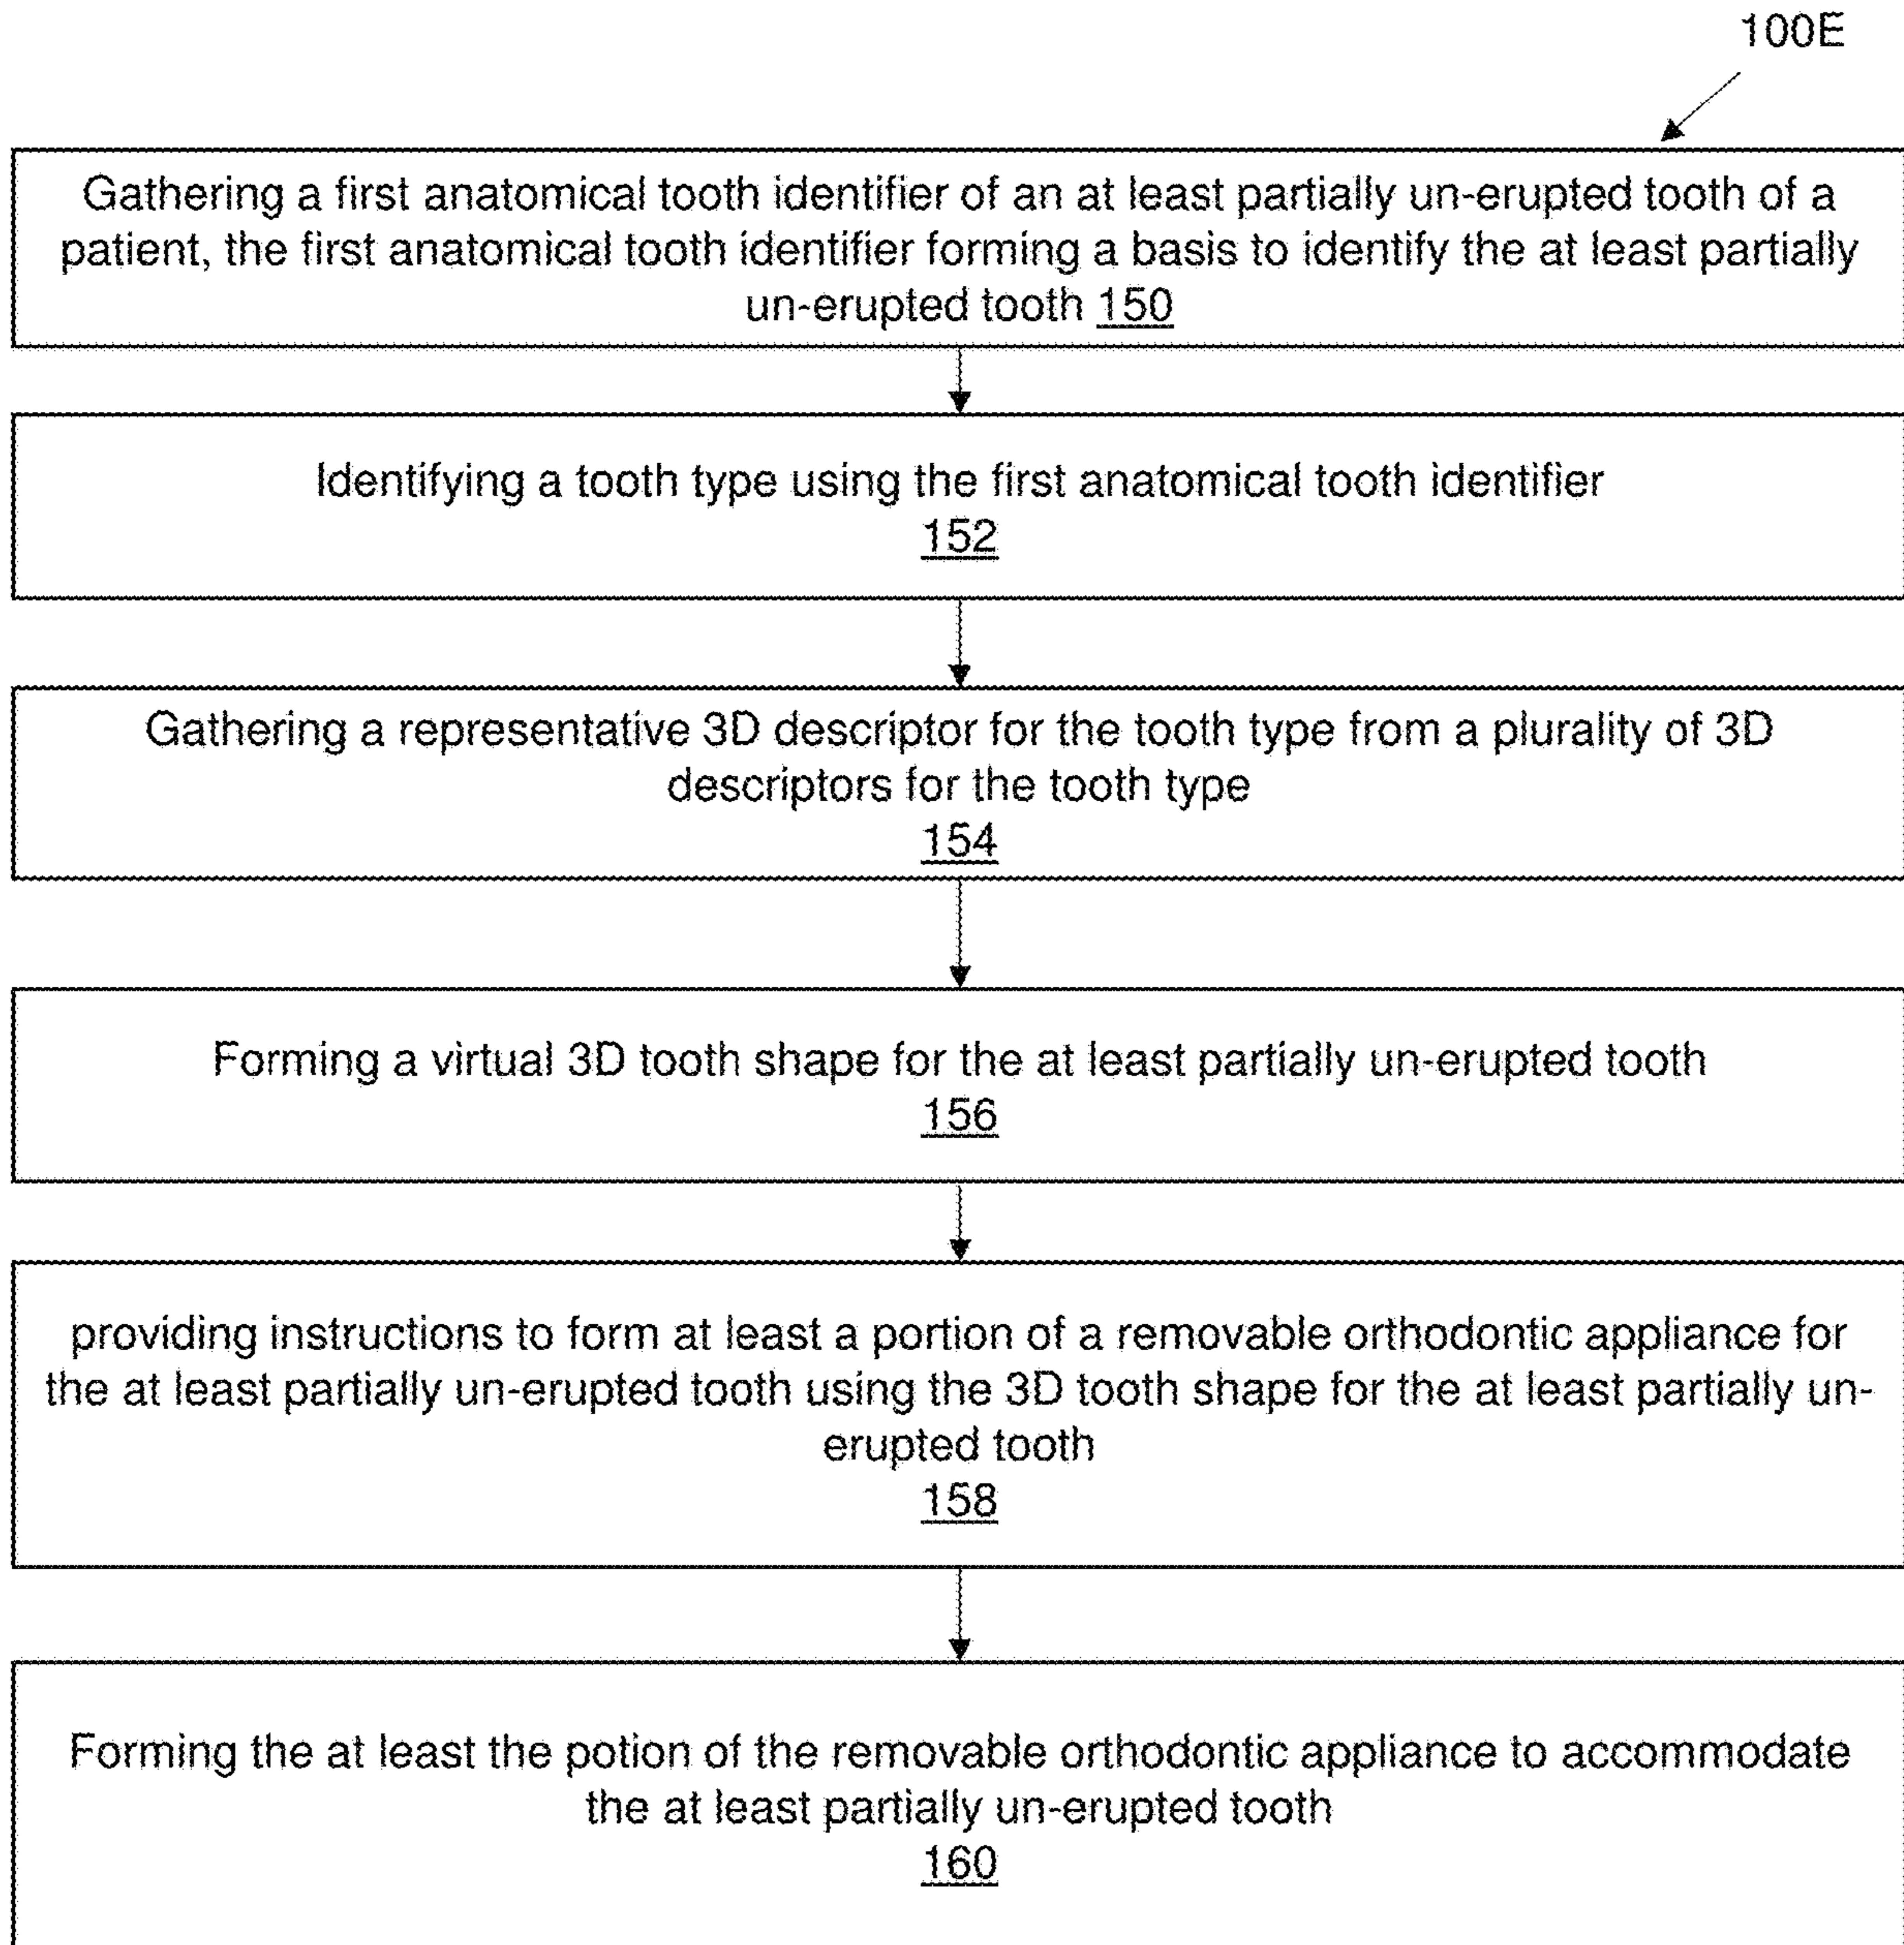 100E
Gathering a first anatomical tooth identifier of an at least partially un-erupted tooth of a
patient, the first anatomical tooth identifier forming a basis to identify the at least partially
un-erupted tooth 150
Identifying a tooth type using the first anatomical tooth identifier
152
Gathering a representative 3D descriptor for the tooth type from a plurality of 3D
descriptors for the tooth type
154
Forming a virtual 3D tooth shape for the at least partially un-erupted tooth
156
providing instructions to form at least a portion of a removable orthodontic appliance for
the at least partially un-erupted tooth using the 3D tooth shape for the at least partially un-
erupted tooth
158
Forming the at least the potion of the removable orthodontic appliance to accommodate
the at least partially un-erupted tooth
160